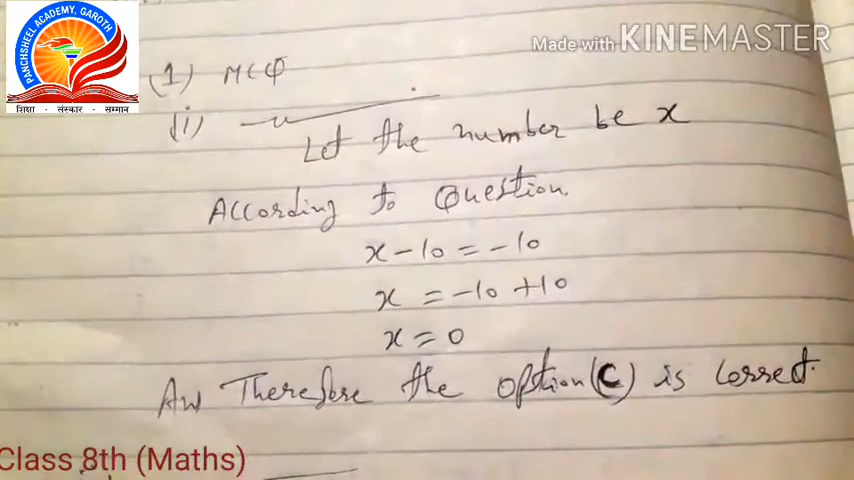 PANCHSHEEL ACADEMY, GAROTH
शिक्षा - संस्कार - सम्मान
Made with KINEMASTER
(1) MCQ
(i)
Let the number be x
According to Question.
x - 10 = -10
x = -10 + 10
x = 0
Ans Therefore the option (C) is correct.
Class 8th (Maths)